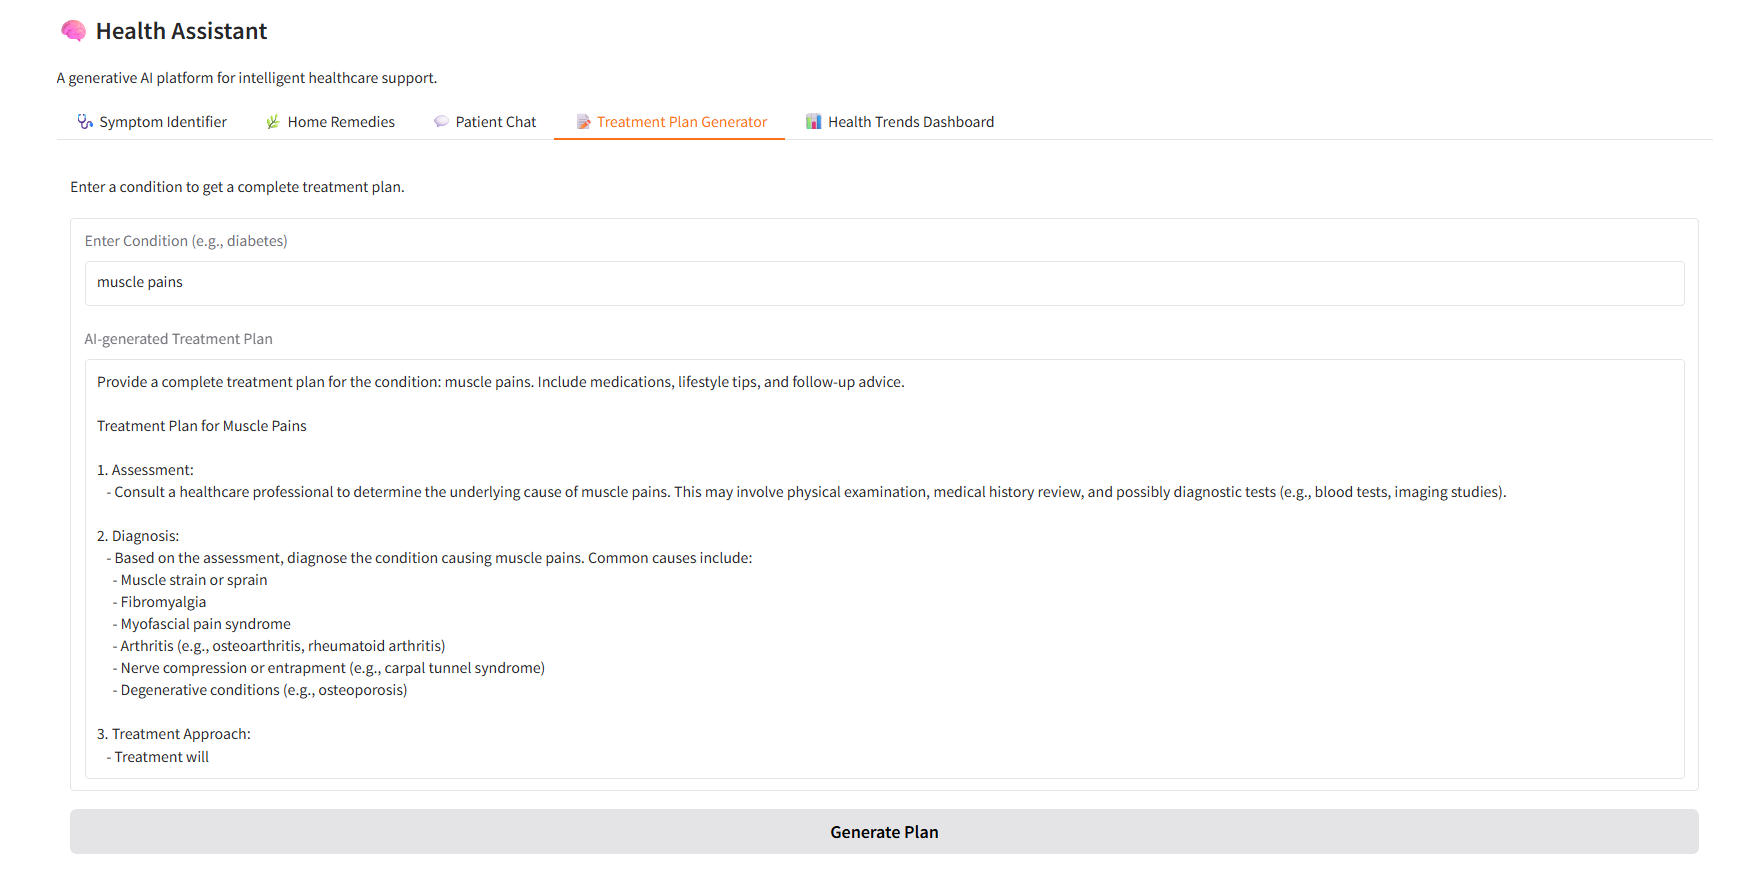 Health Assistant
A generative AI platform for intelligent healthcare support.
Symptom Identifier
Home Remedies
Patient Chat
Treatment Plan Generator
Health Trends Dashboard
Enter a condition to get a complete treatment plan.
Enter Condition (e.g., diabetes)
muscle pains
AI-generated Treatment Plan
Provide a complete treatment plan for the condition: muscle pains. Include medications, lifestyle tips, and follow-up advice.
Treatment Plan for Muscle Pains
1. Assessment:
- Consult a healthcare professional to determine the underlying cause of muscle pains. This may involve physical examination, medical history review, and possibly diagnostic tests (e.g., blood tests, imaging studies).
2. Diagnosis:
- Based on the assessment, diagnose the condition causing muscle pains. Common causes include:
- Muscle strain or sprain
- Fibromyalgia
- Myofascial pain syndrome
- Arthritis (e.g., osteoarthritis, rheumatoid arthritis)
- Nerve compression or entrapment (e.g., carpal tunnel syndrome)
- Degenerative conditions (e.g., osteoporosis)
3. Treatment Approach:
- Treatment will
Generate Plan